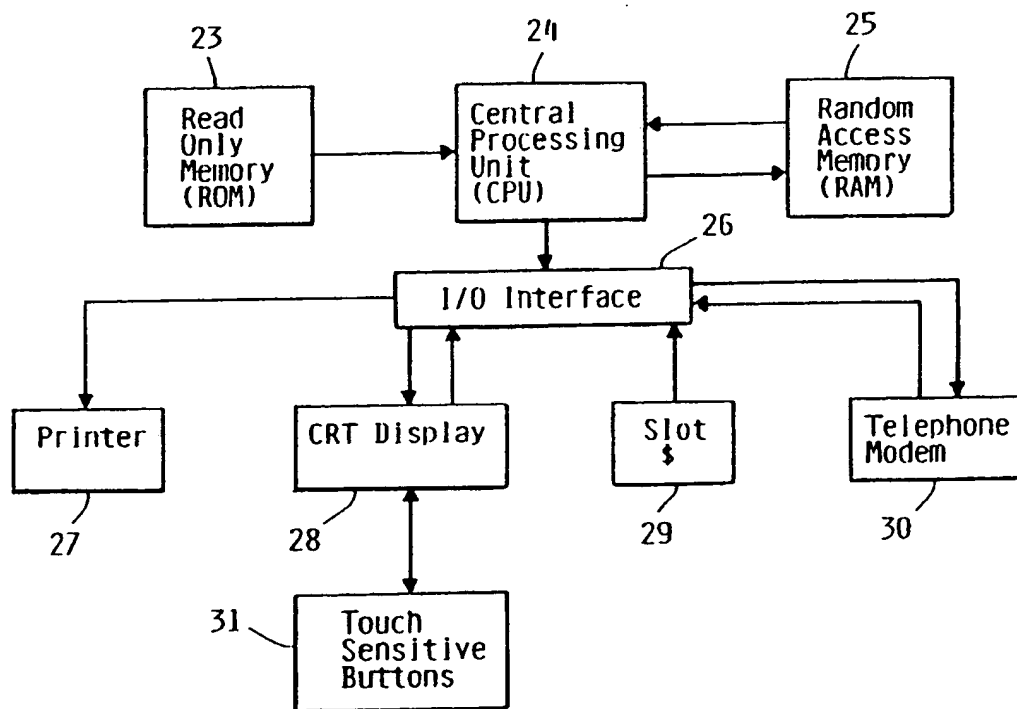 23
24
25
Read
Only
Memory
(ROM)
Central
Processing
Unit
(CPU)
Random
Access
Memory
(RAM)
26
I/O Interface
Printer
CRT Display
Slot
$
Telephone
Modem
27
28
29
30
31
Touch
Sensitive
Buttons